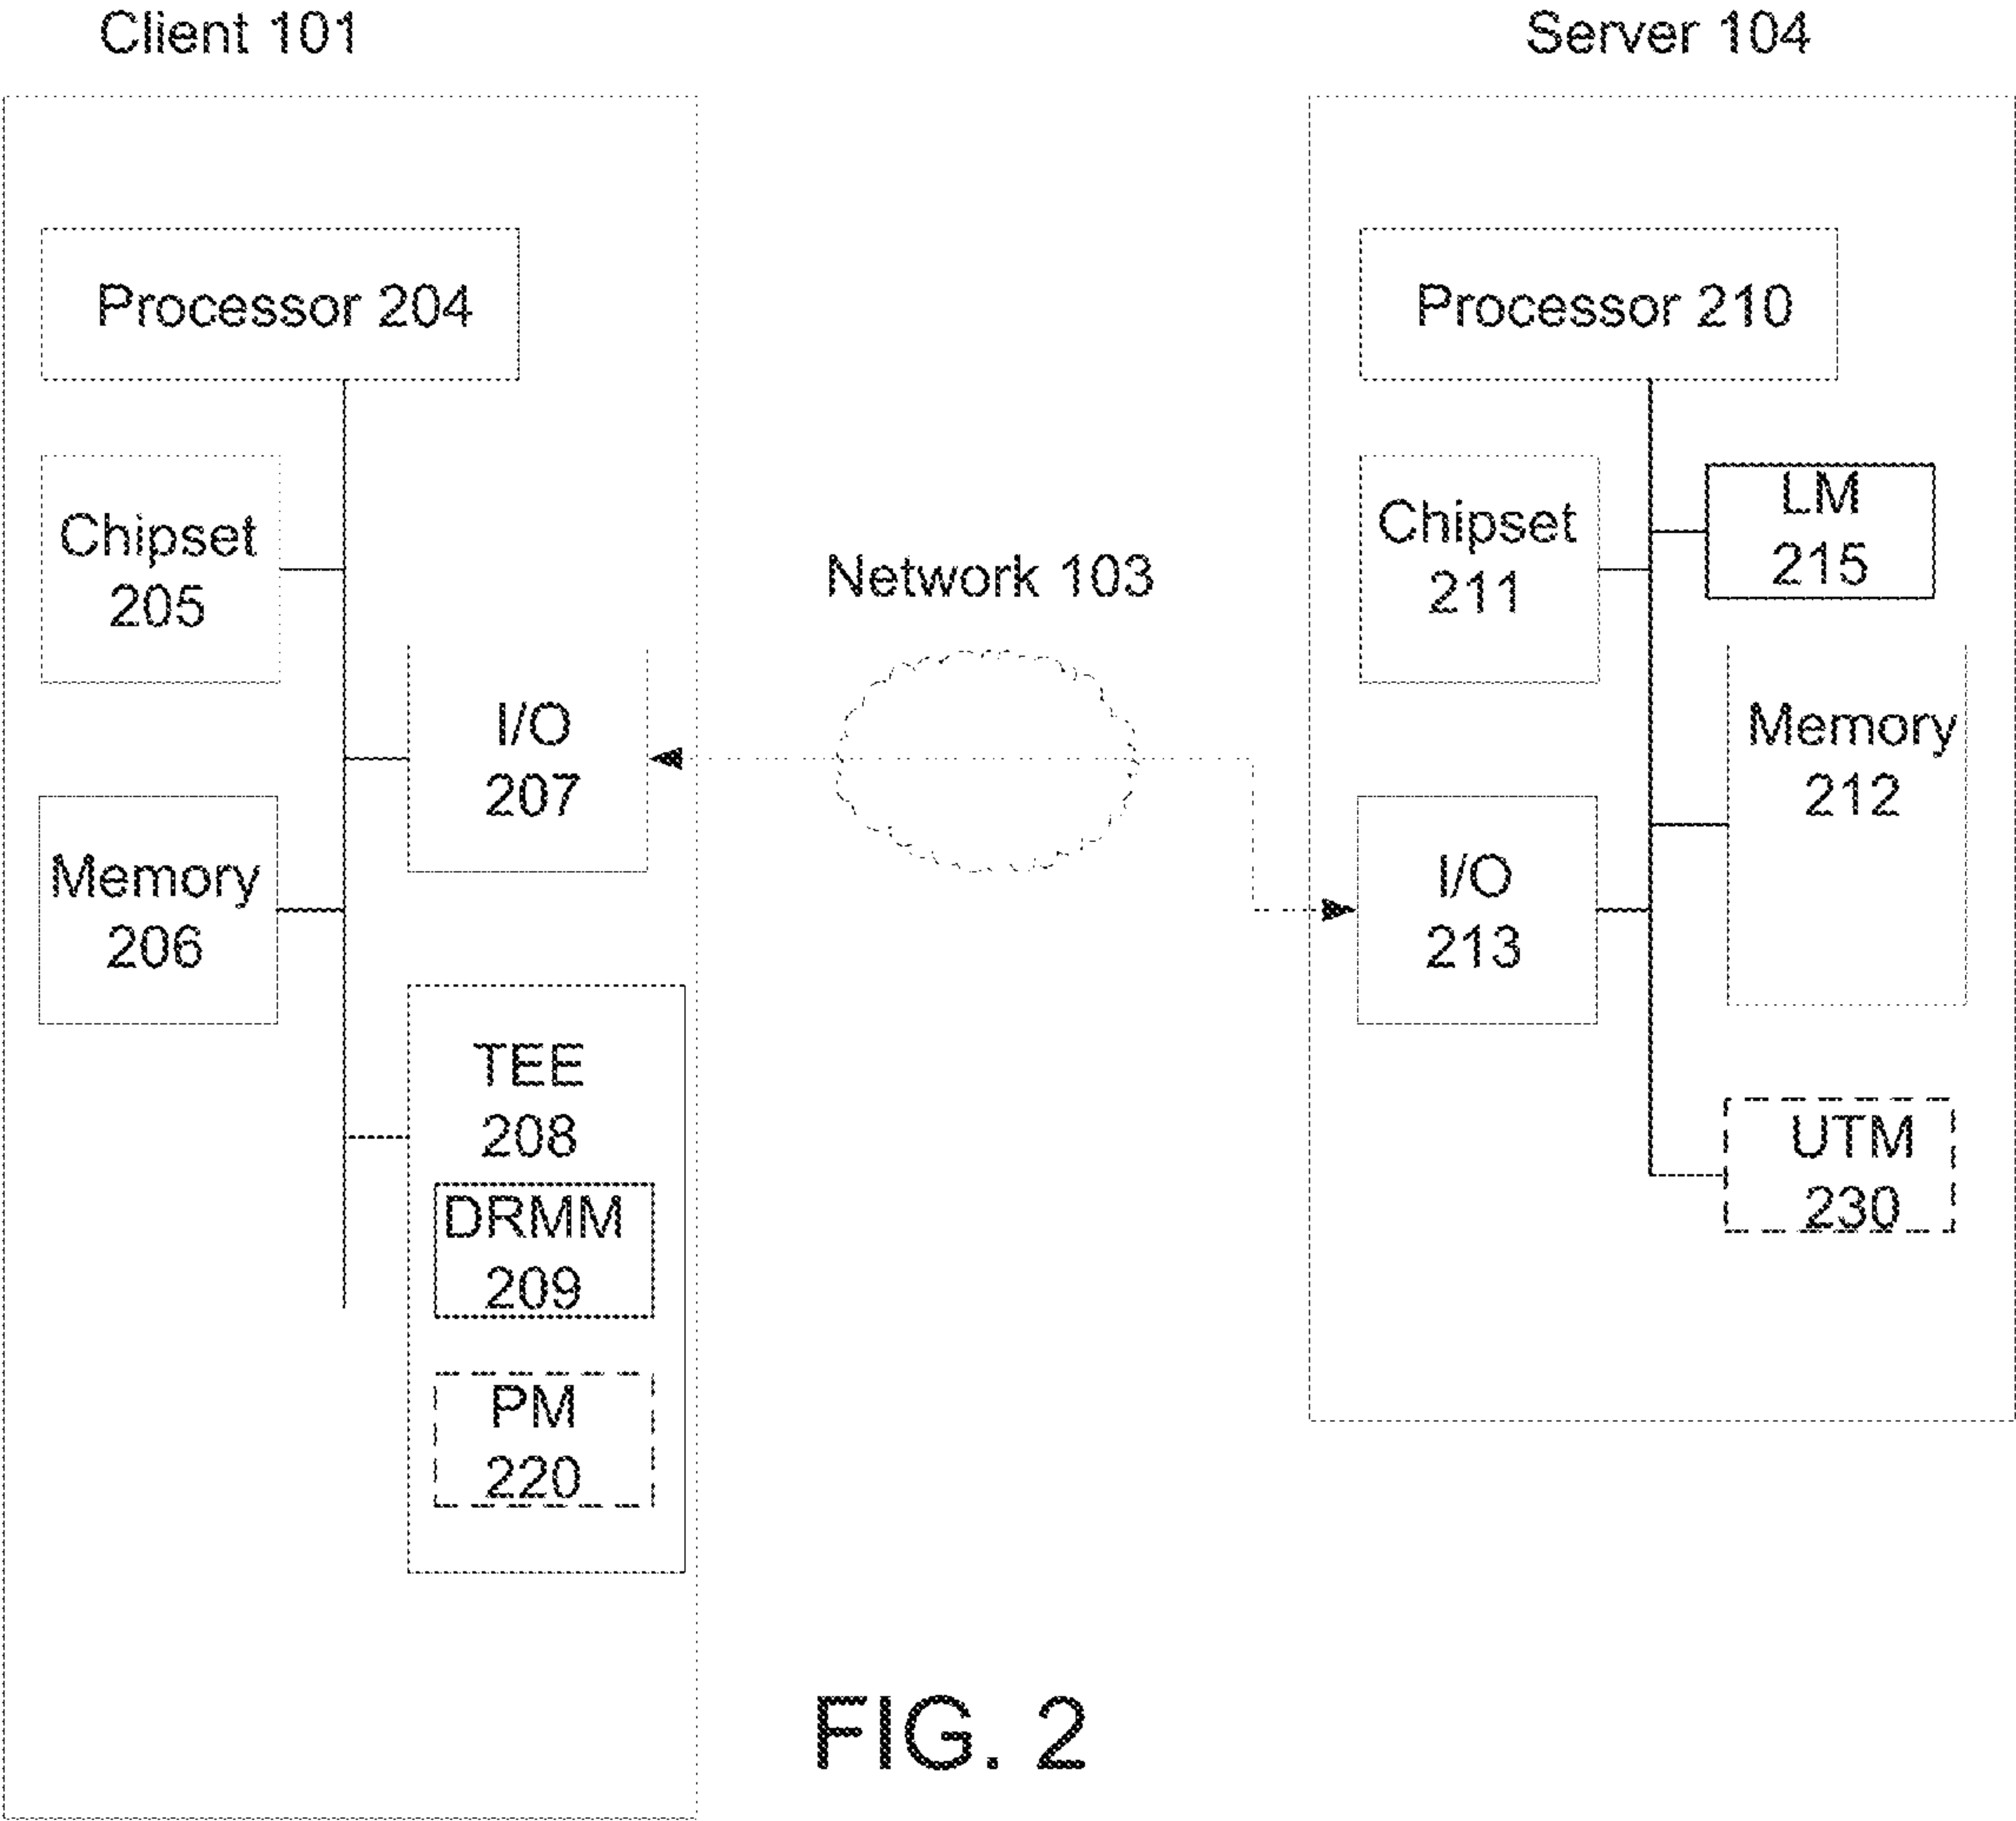 Client 101
Processor 204
Chipset
205
I/O
207
Memory
206
TEE
208
DRMM
209
PM
220
Network 103
Server 104
Processor 210
Chipset
211
LM
215
Memory
212
I/O
213
UTM
230
FIG. 2